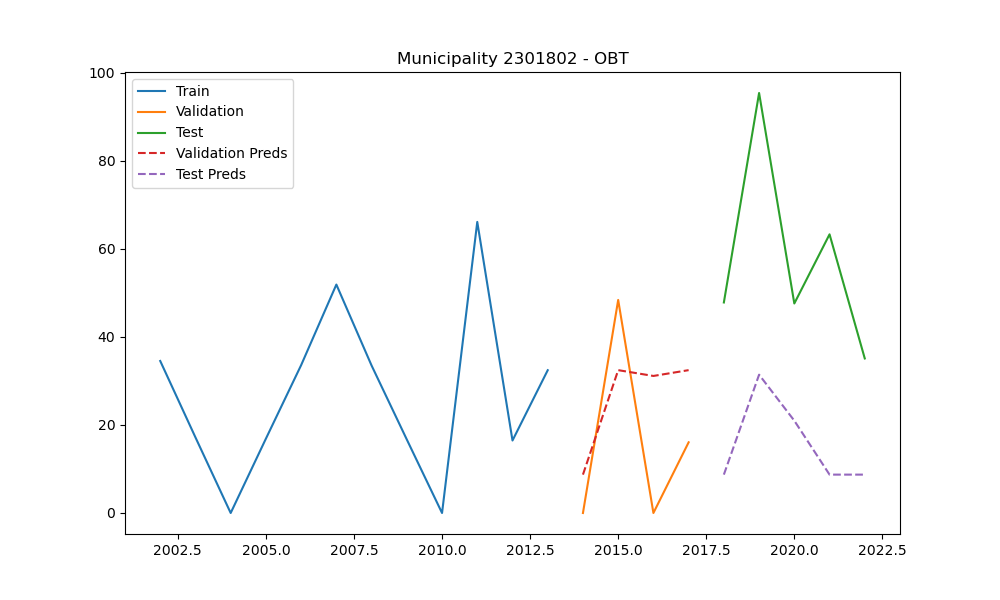 Municipality 2301802 - OBT
100
80
60
40
20
0
Train
Validation
Test
Validation Preds
Test Preds
2002.5 2005.0 2007.5 2010.0 2012.5 2015.0 2017.5 2020.0 2022.5